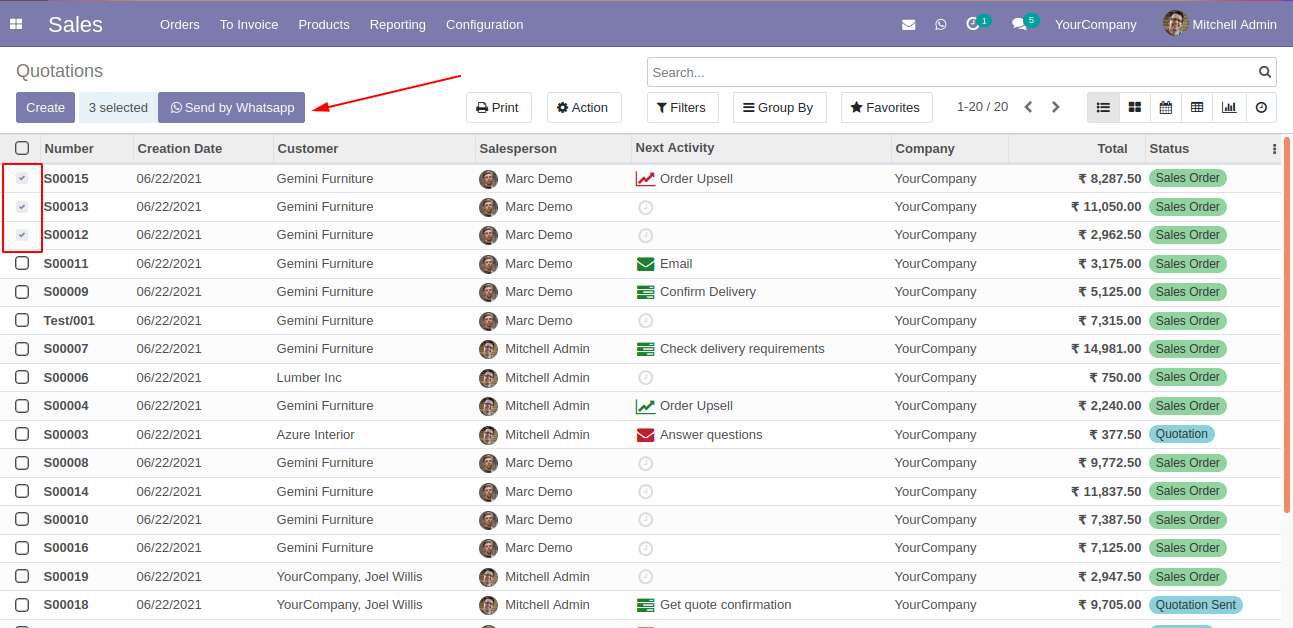 Sales Orders To Invoice Products Reporting Configuration 1 5 YourCompany Mitchell Admin
Quotations Search...
Create 3 selected Send by Whatsapp Print Action Filters Group By Favorites 1-20 / 20
Number Creation Date Customer Salesperson Next Activity Company Total Status
S00015 06/22/2021 Gemini Furniture Marc Demo Order Upsell YourCompany ₹ 8,287.50 Sales Order
S00013 06/22/2021 Gemini Furniture Marc Demo YourCompany ₹ 11,050.00 Sales Order
S00012 06/22/2021 Gemini Furniture Marc Demo YourCompany ₹ 2,962.50 Sales Order
S00011 06/22/2021 Gemini Furniture Marc Demo Email YourCompany ₹ 3,175.00 Sales Order
S00009 06/22/2021 Gemini Furniture Marc Demo Confirm Delivery YourCompany ₹ 5,125.00 Sales Order
Test/001 06/22/2021 Gemini Furniture Marc Demo YourCompany ₹ 7,315.00 Sales Order
S00007 06/22/2021 Gemini Furniture Mitchell Admin Check delivery requirements YourCompany ₹ 14,981.00 Sales Order
S00006 06/22/2021 Lumber Inc Mitchell Admin YourCompany ₹ 750.00 Sales Order
S00004 06/22/2021 Gemini Furniture Mitchell Admin Order Upsell YourCompany ₹ 2,240.00 Sales Order
S00003 06/22/2021 Azure Interior Mitchell Admin Answer questions YourCompany ₹ 377.50 Quotation
S00008 06/22/2021 Gemini Furniture Marc Demo YourCompany ₹ 9,772.50 Sales Order
S00014 06/22/2021 Gemini Furniture Marc Demo YourCompany ₹ 11,837.50 Sales Order
S00010 06/22/2021 Gemini Furniture Marc Demo YourCompany ₹ 7,387.50 Sales Order
S00016 06/22/2021 Gemini Furniture Marc Demo YourCompany ₹ 7,125.00 Sales Order
S00019 06/22/2021 YourCompany, Joel Willis Mitchell Admin YourCompany ₹ 2,947.50 Sales Order
S00018 06/22/2021 YourCompany, Joel Willis Mitchell Admin Get quote confirmation YourCompany ₹ 9,705.00 Quotation Sent